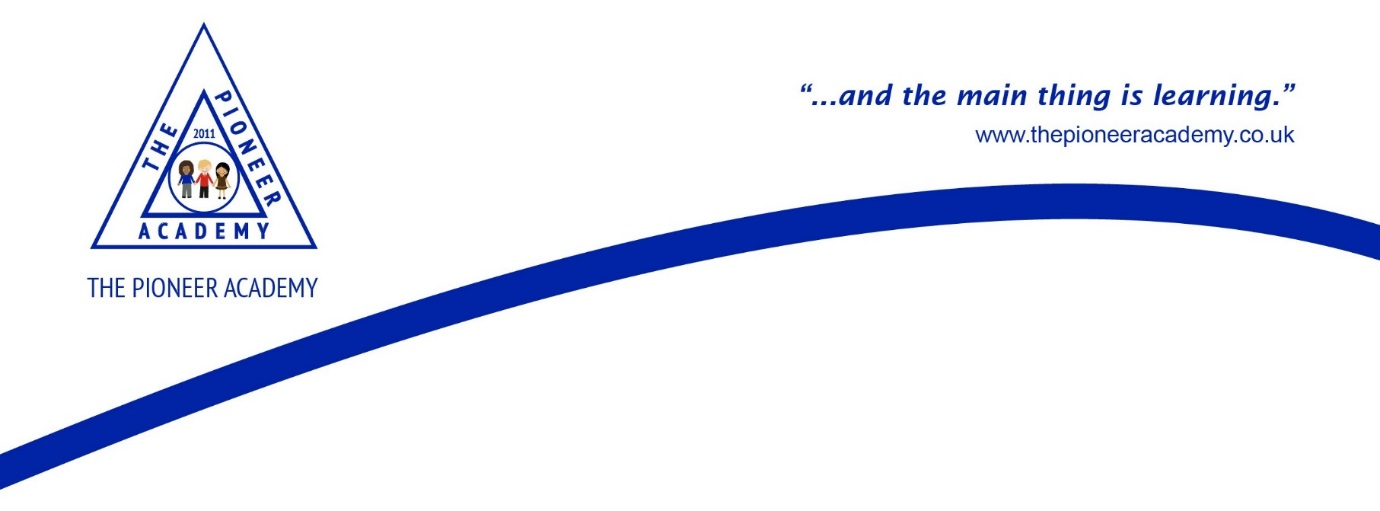 THE PIONEER
2011
ACADEMY
THE PIONEER ACADEMY
“...and the main thing is learning.”
www.thepioneeracademy.co.uk